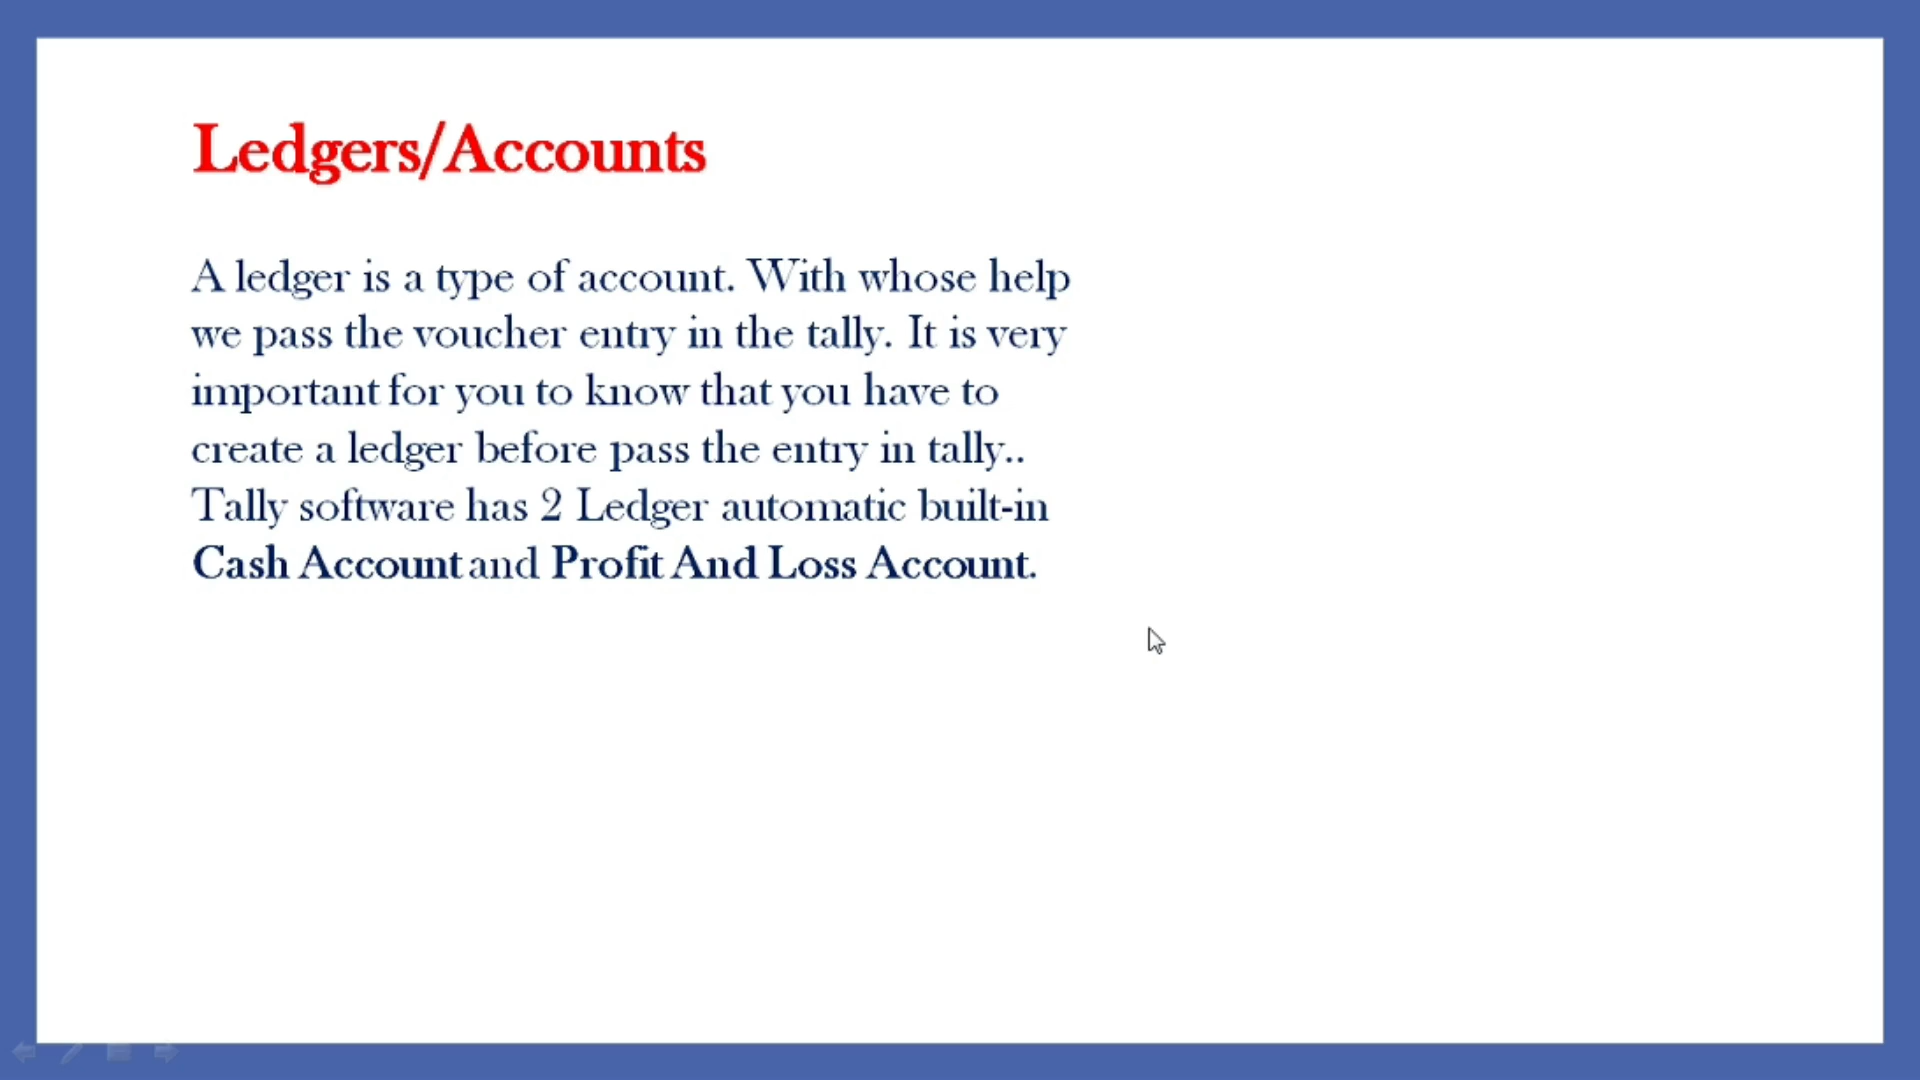 Ledgers/Accounts
A ledger is a type of account. With whose help
we pass the voucher entry in the tally. It is very
important for you to know that you have to
create a ledger before pass the entry in tally..
Tally software has 2 Ledger automatic built-in
Cash Account and Profit And Loss Account.